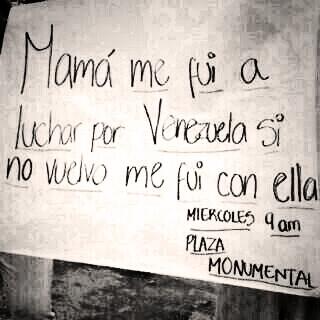 Mamá me fui a
luchar por Venezuela si
no vuelvo me fui con ella
MIERCOLES 9 am
PLAZA
MONUMENTAL